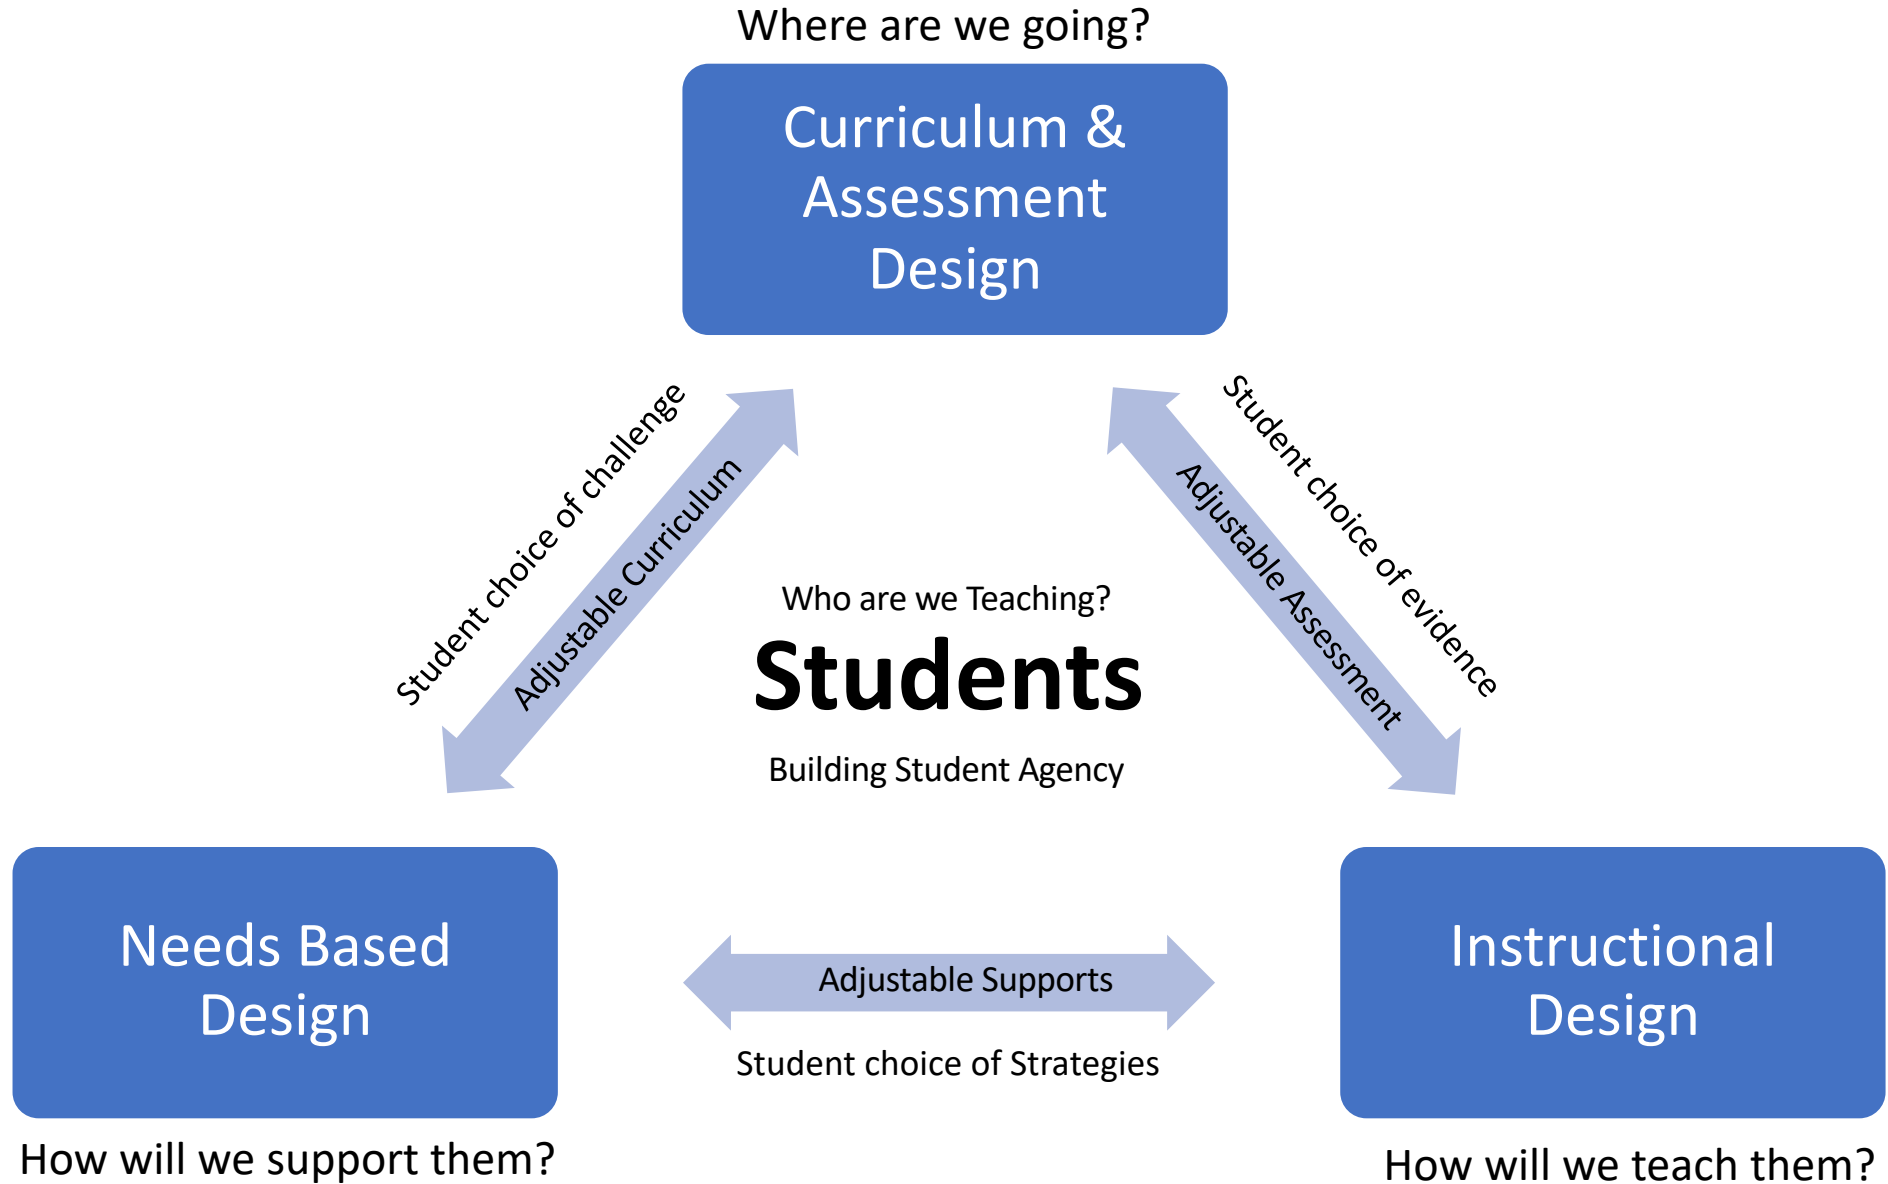 Where are we going?
Curriculum &
Assessment
Design
Student choice of challenge
Adjustable Curriculum
Student choice of evidence
Adjustable Assessment
Who are we Teaching?
Students
Building Student Agency
Needs Based
Design
Adjustable Supports
Student choice of Strategies
Instructional
Design
How will we support them?
How will we teach them?